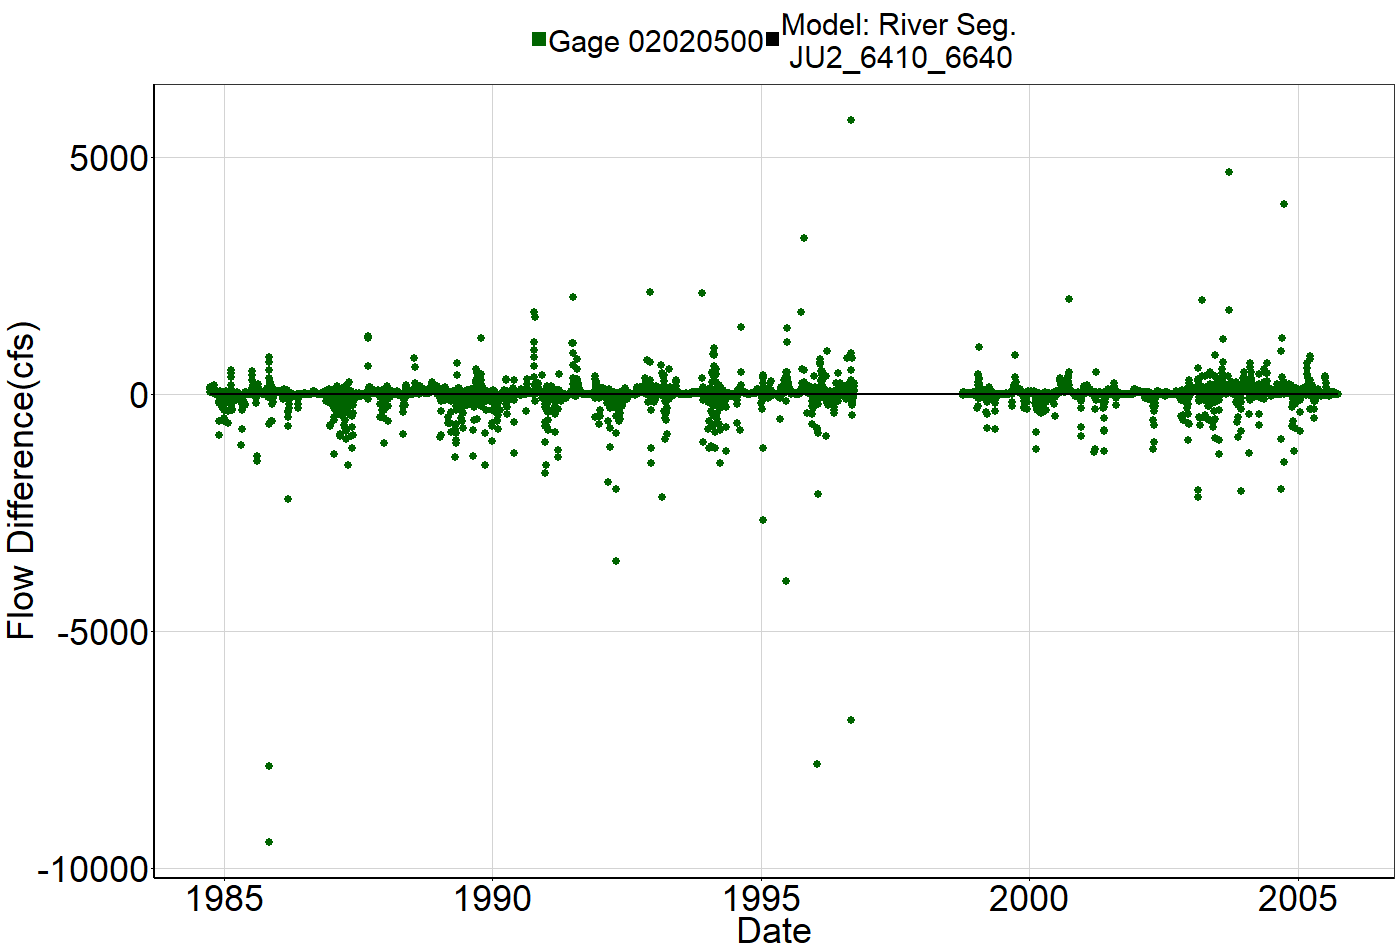 Gage 02020500
Model: River Seg.
JU2_6410_6640
Flow Difference(cfs)
5000
0
-5000
-10000
1985
1990
1995
2000
2005
Date